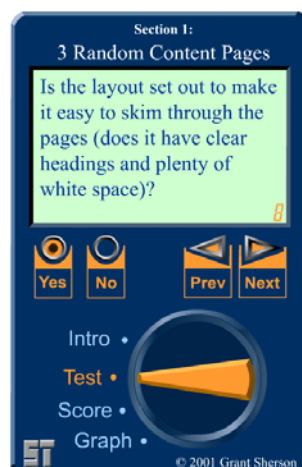 Section 1:
3 Random Content Pages
Is the layout set out to make
it easy to skim through the
pages (does it have clear
headings and plenty of
white space)?
8
Yes No Prev Next
Intro
Test
Score
Graph
ST © 2001 Grant Sherson